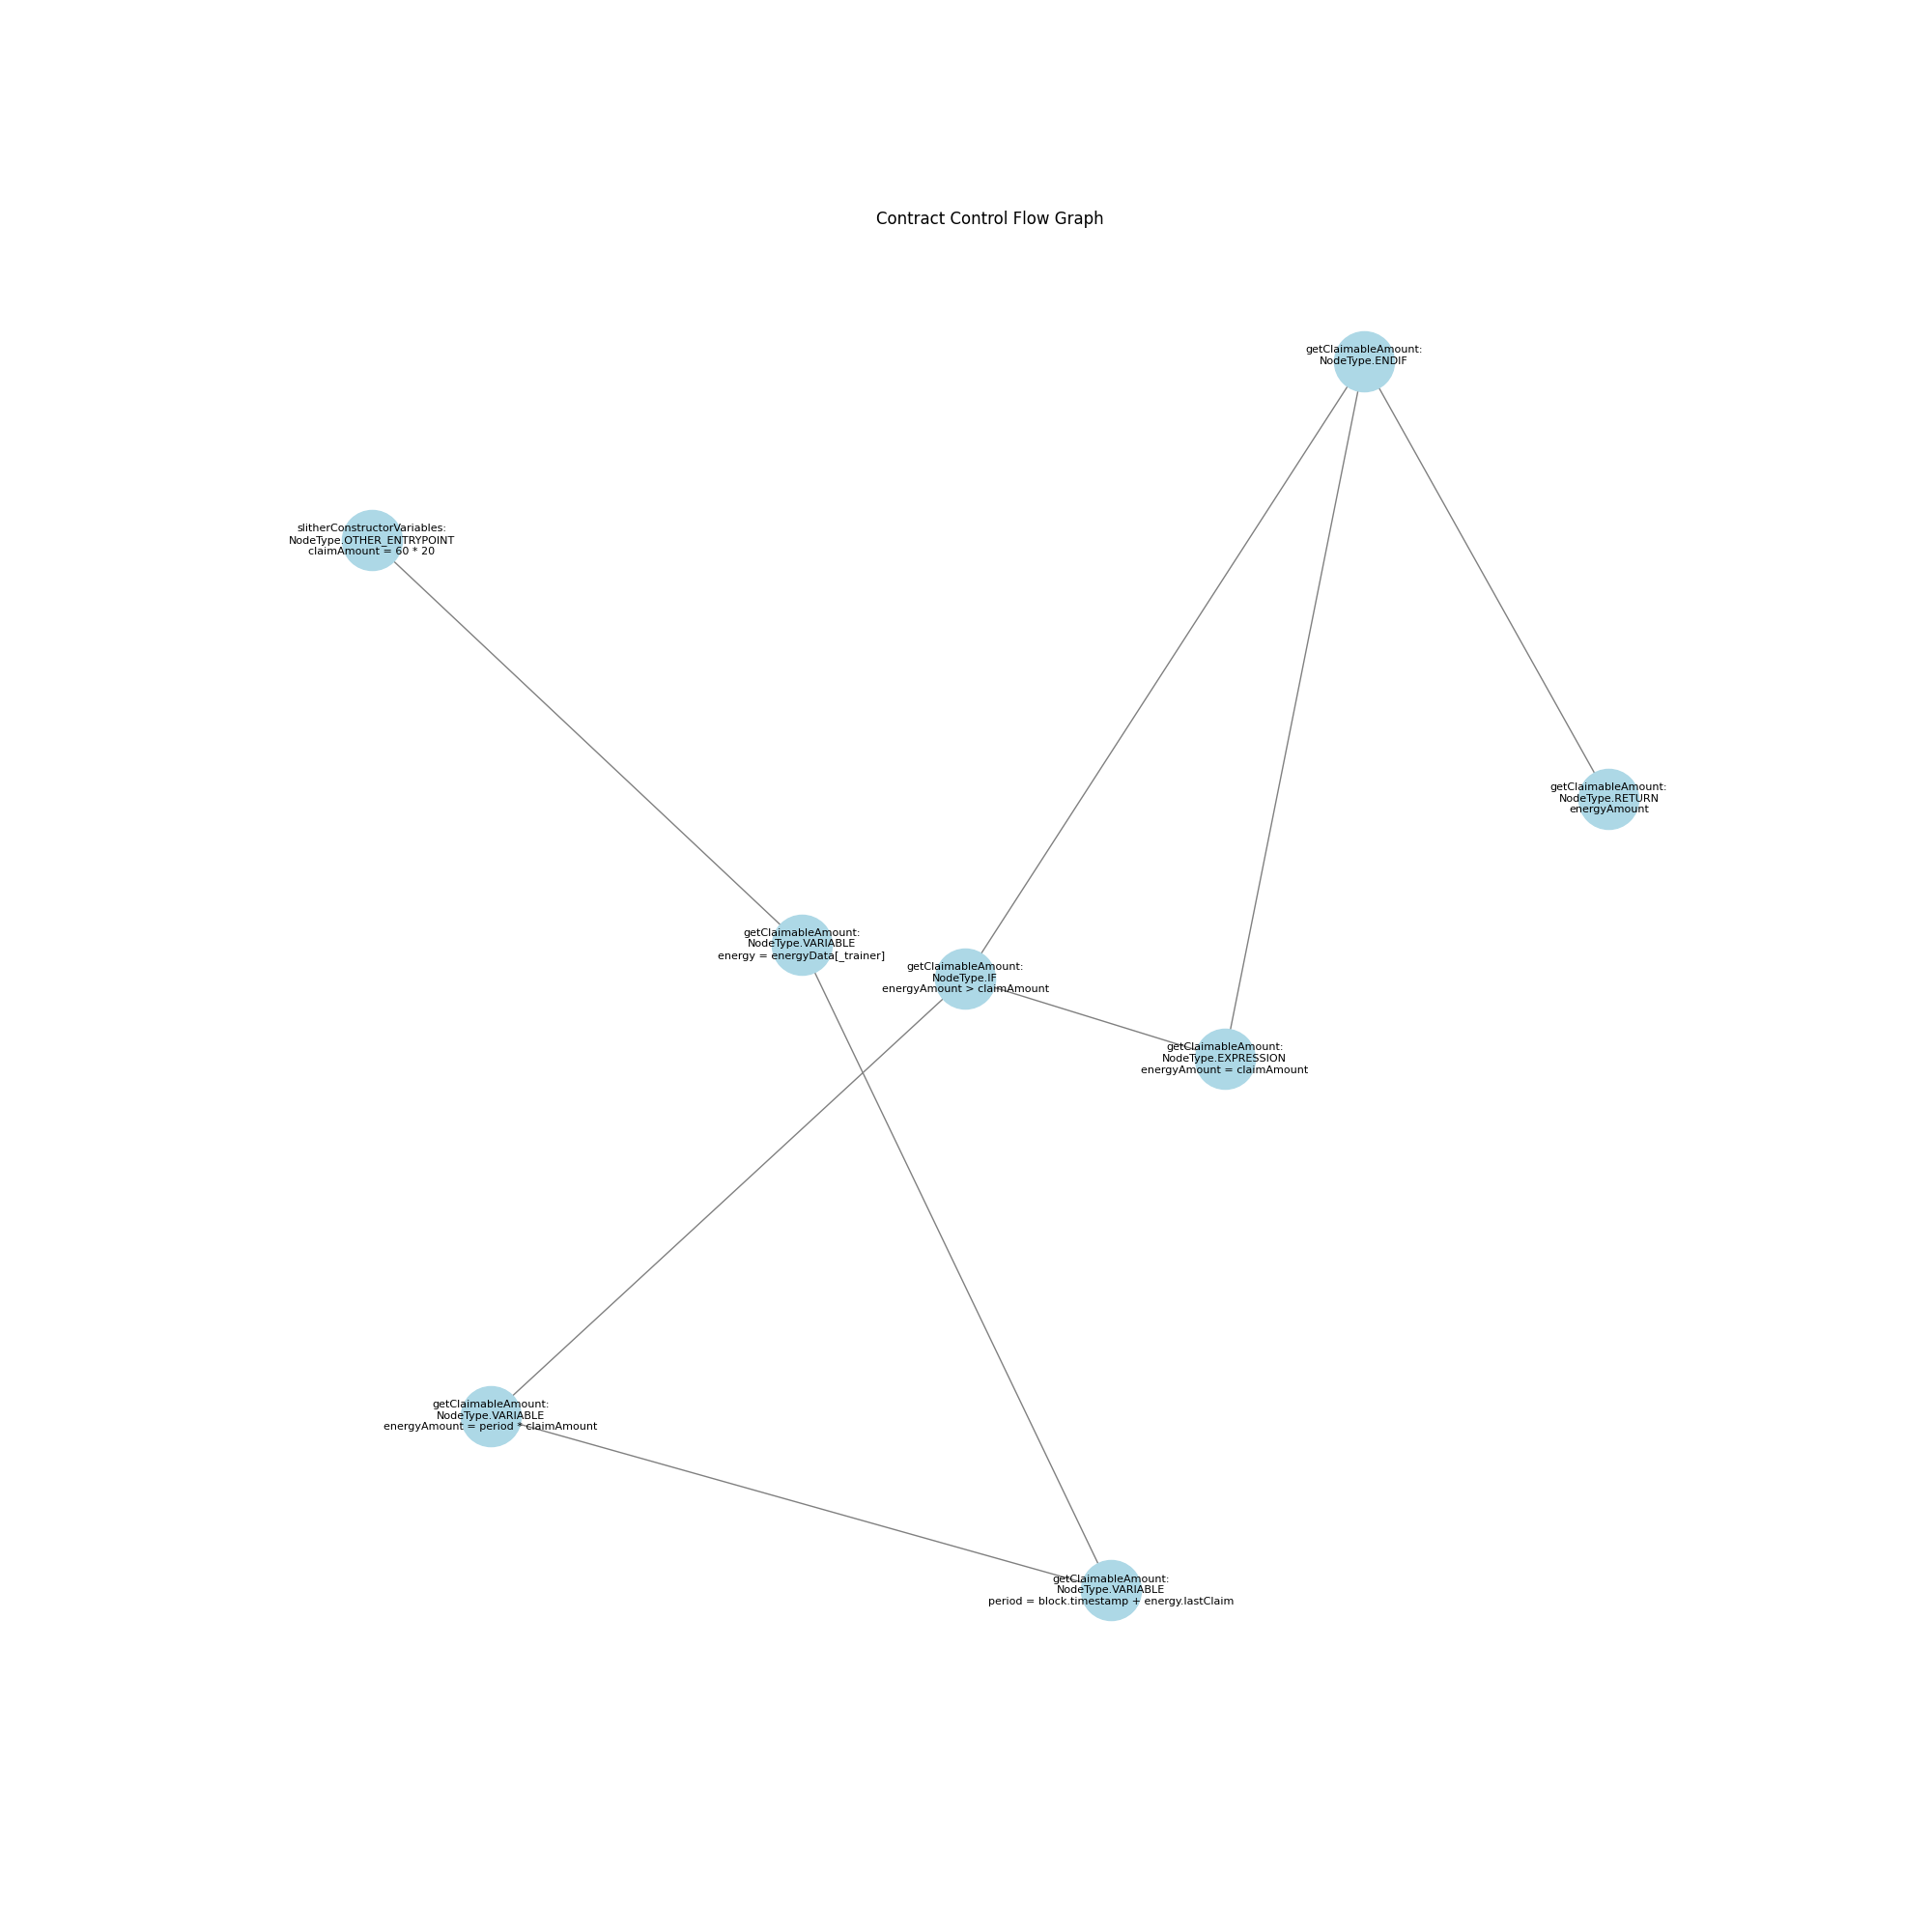 Contract Control Flow Graph
getClaimableAmount:
NodeType.ENDIF
slitherConstructorVariables:
NodeType.OTHER_ENTRYPOINT
claimAmount = 60 * 20
getClaimableAmount:
NodeType.RETURN
energyAmount
getClaimableAmount:
NodeType.VARIABLE
energy = energyData[_trainer]
getClaimableAmount:
NodeType.IF
energyAmount > claimAmount
getClaimableAmount:
NodeType.EXPRESSION
energyAmount = claimAmount
getClaimableAmount:
NodeType.VARIABLE
energyAmount = period * claimAmount
getClaimableAmount:
NodeType.VARIABLE
period = block.timestamp + energy.lastClaim